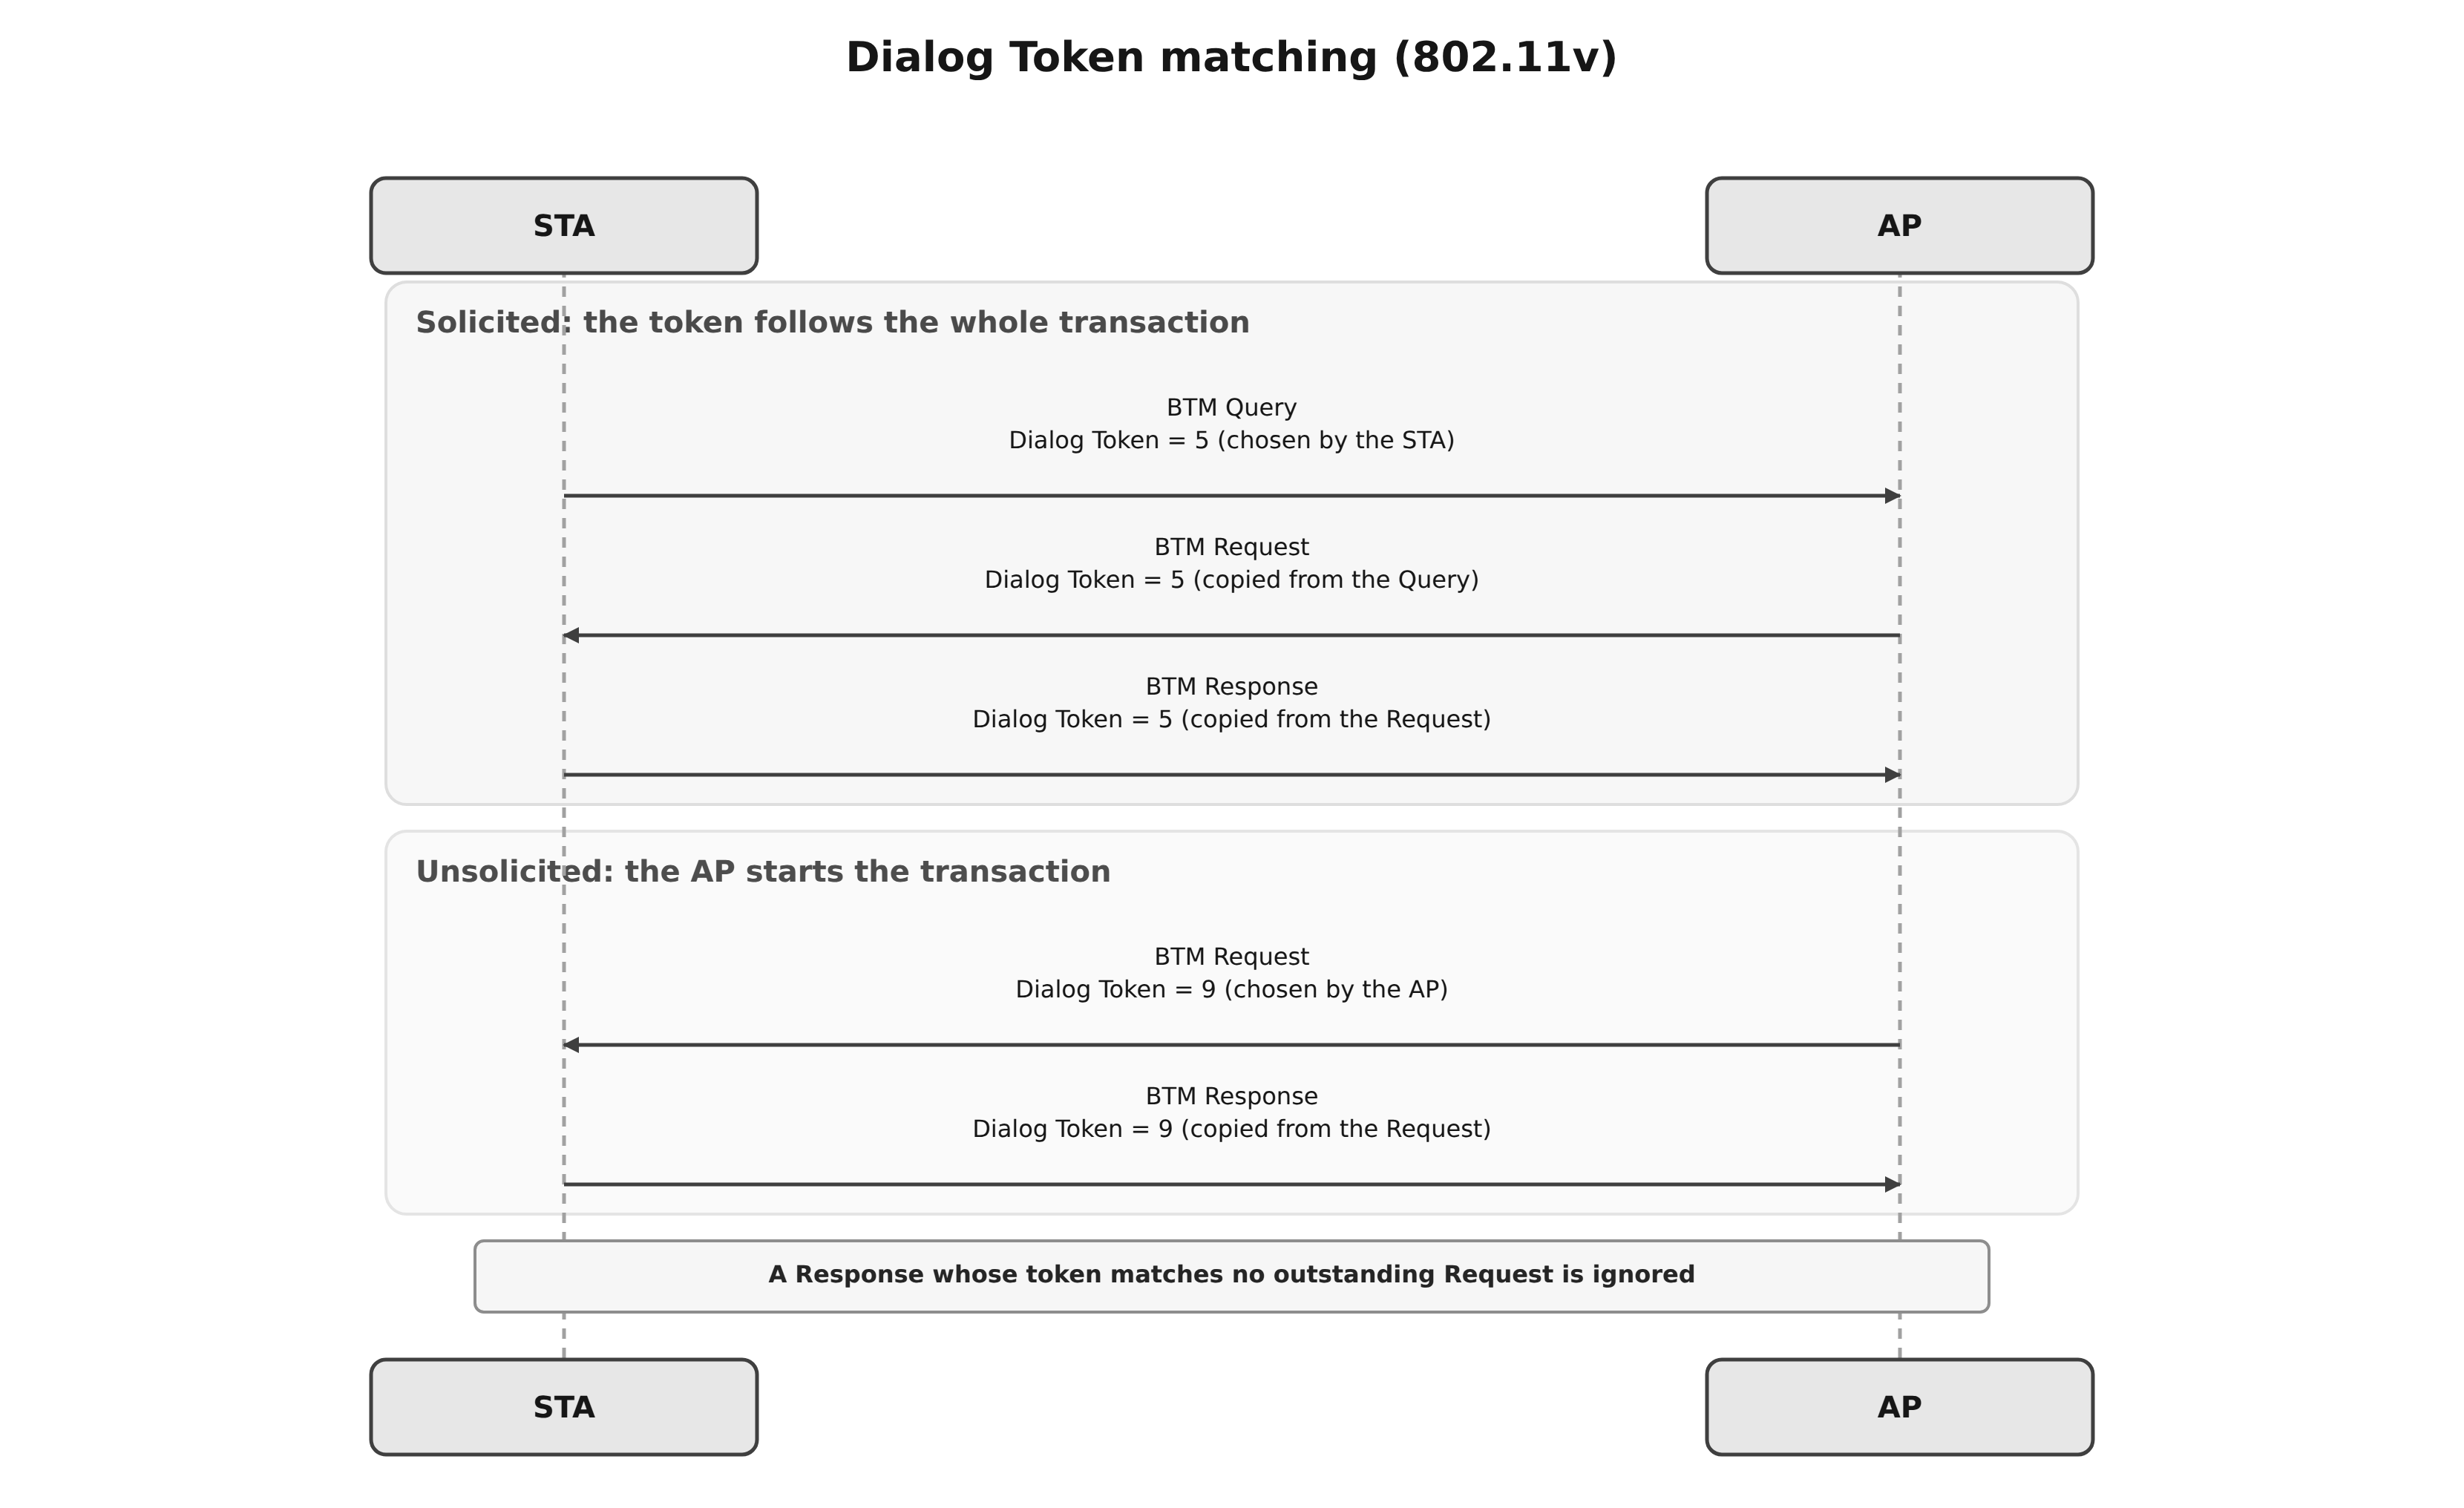 Dialog Token matching (802.11v)
STA
AP
Solicited: the token follows the whole transaction
BTM Query
Dialog Token = 5 (chosen by the STA)
BTM Request
Dialog Token = 5 (copied from the Query)
BTM Response
Dialog Token = 5 (copied from the Request)
Unsolicited: the AP starts the transaction
BTM Request
Dialog Token = 9 (chosen by the AP)
BTM Response
Dialog Token = 9 (copied from the Request)
A Response whose token matches no outstanding Request is ignored
STA
AP